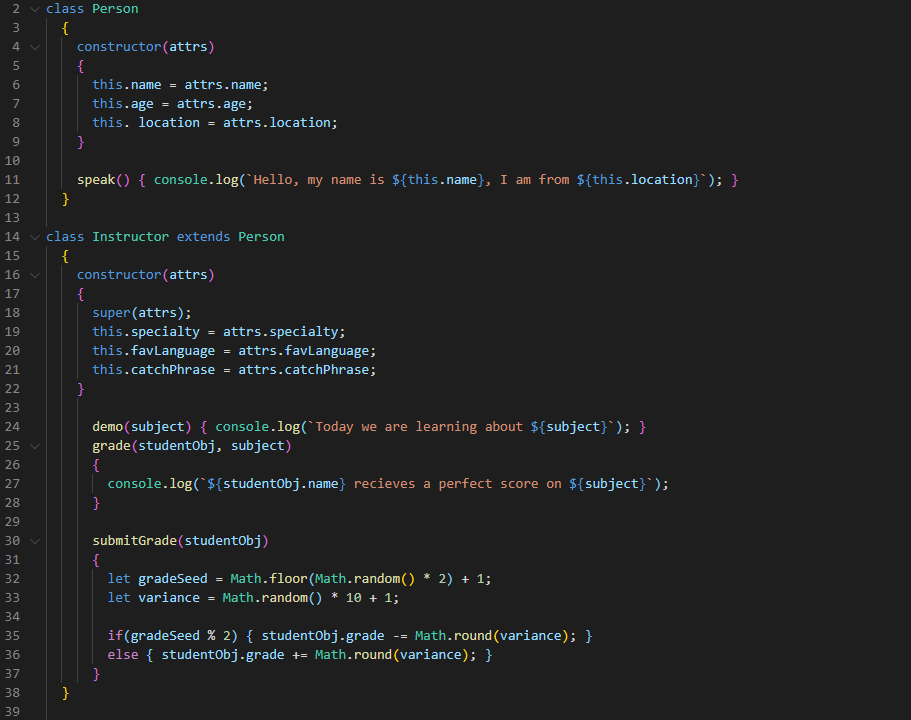 2 class Person
3 {
4 constructor(attrs)
5 {
6 this.name = attrs.name;
7 this.age = attrs.age;
8 this. location = attrs.location;
9 }
10
11 speak() { console.log(`Hello, my name is ${this.name}, I am from ${this.location}`); }
12 }
13
14 class Instructor extends Person
15 {
16 constructor(attrs)
17 {
18 super(attrs);
19 this.specialty = attrs.specialty;
20 this.favLanguage = attrs.favLanguage;
21 this.catchPhrase = attrs.catchPhrase;
22 }
23
24 demo(subject) { console.log(`Today we are learning about ${subject}`); }
25 grade(studentObj, subject)
26 {
27 console.log(`${studentObj.name} recieves a perfect score on ${subject}`);
28 }
29
30 submitGrade(studentObj)
31 {
32 let gradeSeed = Math.floor(Math.random() * 2) + 1;
33 let variance = Math.random() * 10 + 1;
34
35 if(gradeSeed % 2) { studentObj.grade -= Math.round(variance); }
36 else { studentObj.grade += Math.round(variance); }
37 }
38 }
39